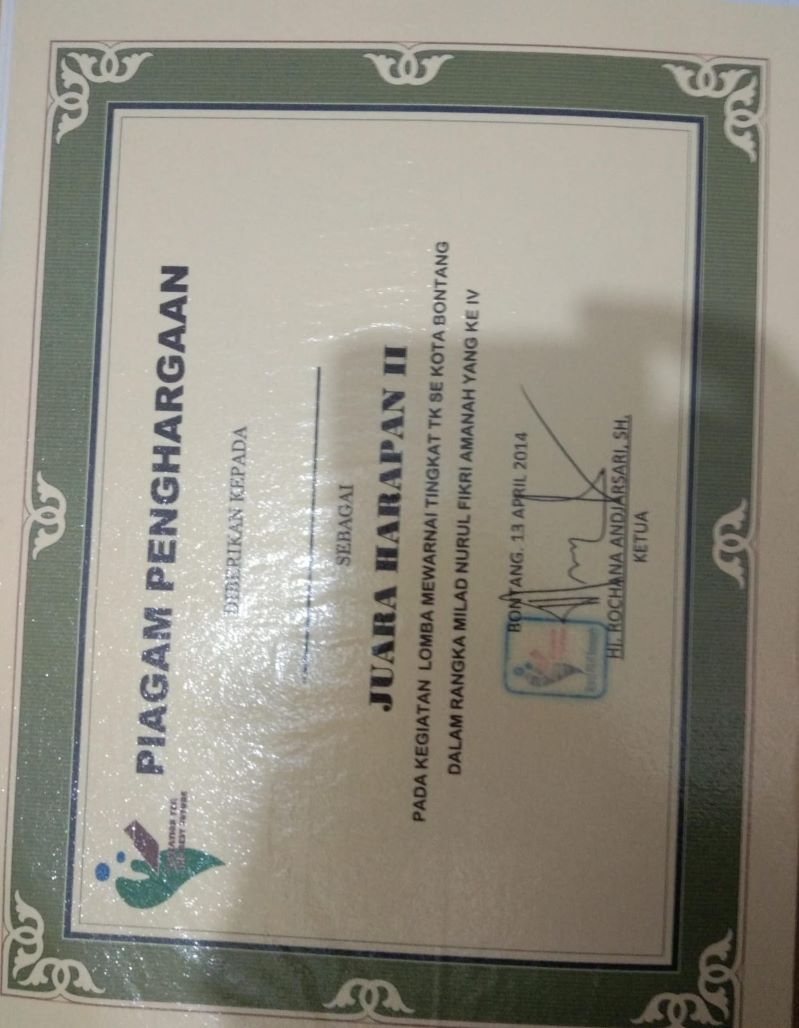 PIAGAM PENGHARGAAN
DIBERIKAN KEPADA
SEBAGAI
JUARA HARAPAN II
PADA KEGIATAN LOMBA MEWARNAI TINGKAT TK SE KOTA BONTANG
DALAM RANGKA MILAD NURUL FIKRI AMANAH YANG KE IV
BONTANG. 13 APRIL 2014
HJ. ROCHANA ANDJARSARI, SH.
KETUA